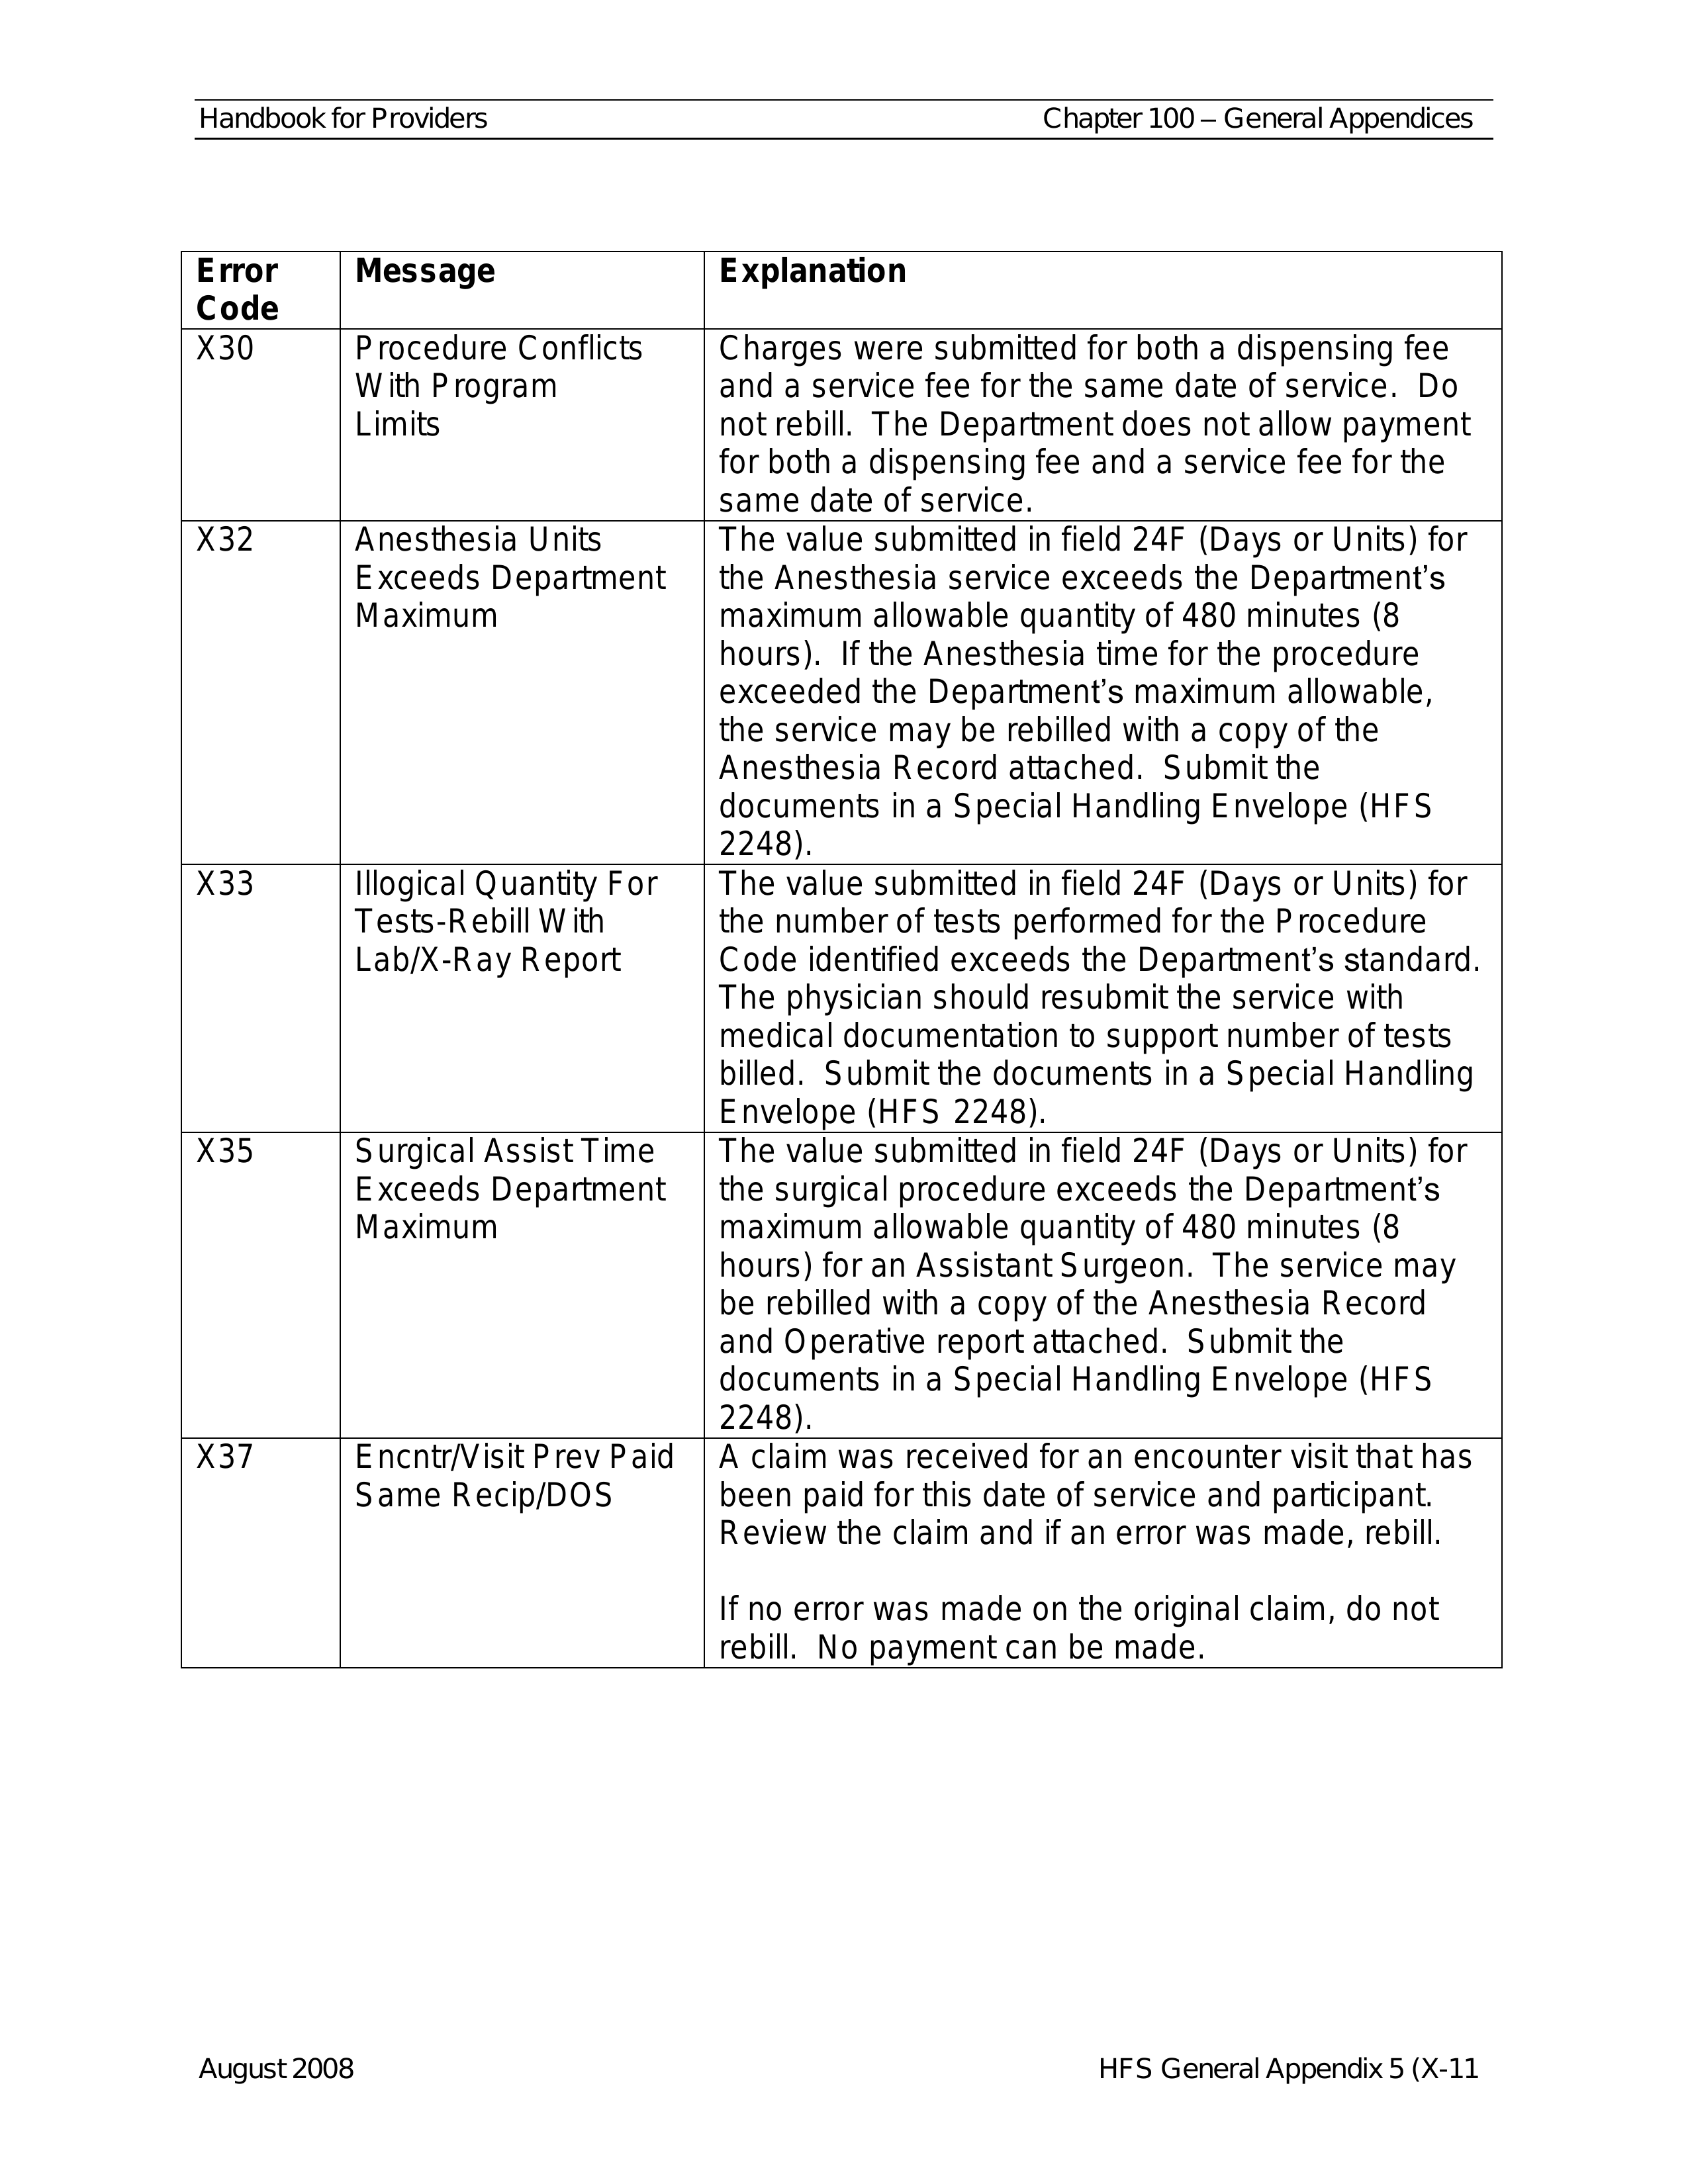 Handbook for Providers Chapter 100 – General Appendices
Error
Code
Message
Explanation
X30
Procedure Conflicts
With Program
Limits
Charges were submitted for both a dispensing fee
and a service fee for the same date of service. Do
not rebill. The Department does not allow payment
for both a dispensing fee and a service fee for the
same date of service.
X32
Anesthesia Units
Exceeds Department
Maximum
The value submitted in field 24F (Days or Units) for
the Anesthesia service exceeds the Department’s
maximum allowable quantity of 480 minutes (8
hours). If the Anesthesia time for the procedure
exceeded the Department’s maximum allowable,
the service may be rebilled with a copy of the
Anesthesia Record attached. Submit the
documents in a Special Handling Envelope (HFS
2248).
X33
Illogical Quantity For
Tests-Rebill With
Lab/X-Ray Report
The value submitted in field 24F (Days or Units) for
the number of tests performed for the Procedure
Code identified exceeds the Department’s standard.
The physician should resubmit the service with
medical documentation to support number of tests
billed. Submit the documents in a Special Handling
Envelope (HFS 2248).
X35
Surgical Assist Time
Exceeds Department
Maximum
The value submitted in field 24F (Days or Units) for
the surgical procedure exceeds the Department’s
maximum allowable quantity of 480 minutes (8
hours) for an Assistant Surgeon. The service may
be rebilled with a copy of the Anesthesia Record
and Operative report attached. Submit the
documents in a Special Handling Envelope (HFS
2248).
X37
Encntr/Visit Prev Paid
Same Recip/DOS
A claim was received for an encounter visit that has
been paid for this date of service and participant.
Review the claim and if an error was made, rebill.
If no error was made on the original claim, do not
rebill. No payment can be made.
August 2008 HFS General Appendix 5 (X-11